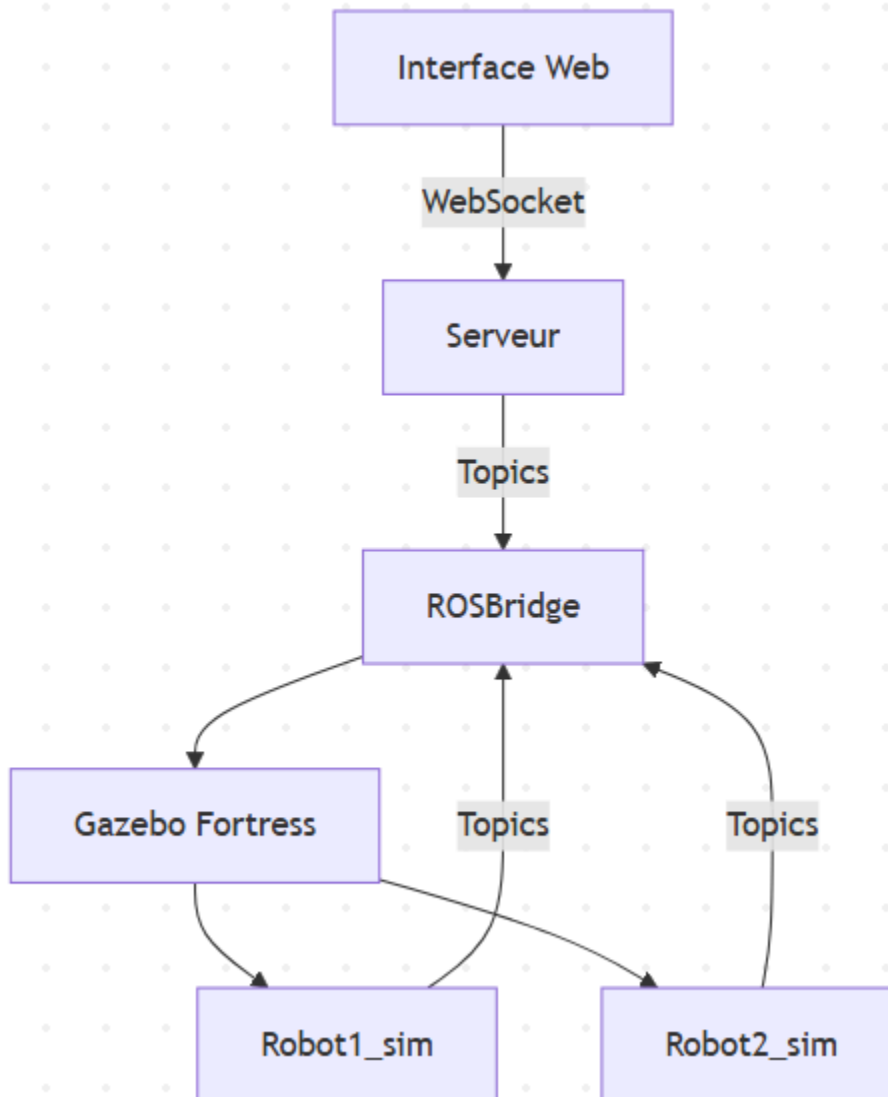 Interface Web
WebSocket
Serveur
Topics
ROSBridge
Gazebo Fortress
Topics
Topics
Robot1_sim
Robot2_sim